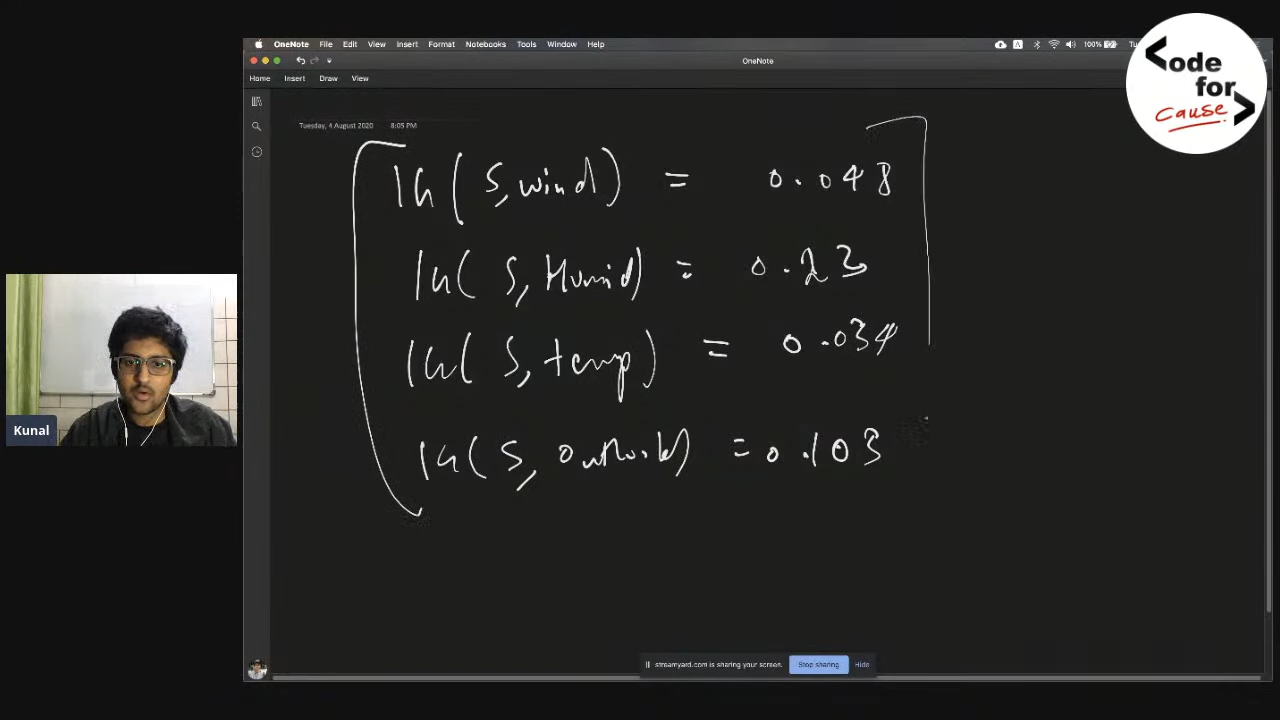 OneNote File Edit View Insert Format Notebooks Tools Window Help 100%
OneNote
Home Insert Draw View
Tuesday, 4 August 2020 8:05 PM
IG(S, wind) = 0.048
IG(S, Humid) = 0.23
IG(S, temp) = 0.034
IG(S, outlook) = 0.103
Kunal
<ode
for
cause>
streamyard.com is sharing your screen. Stop sharing Hide